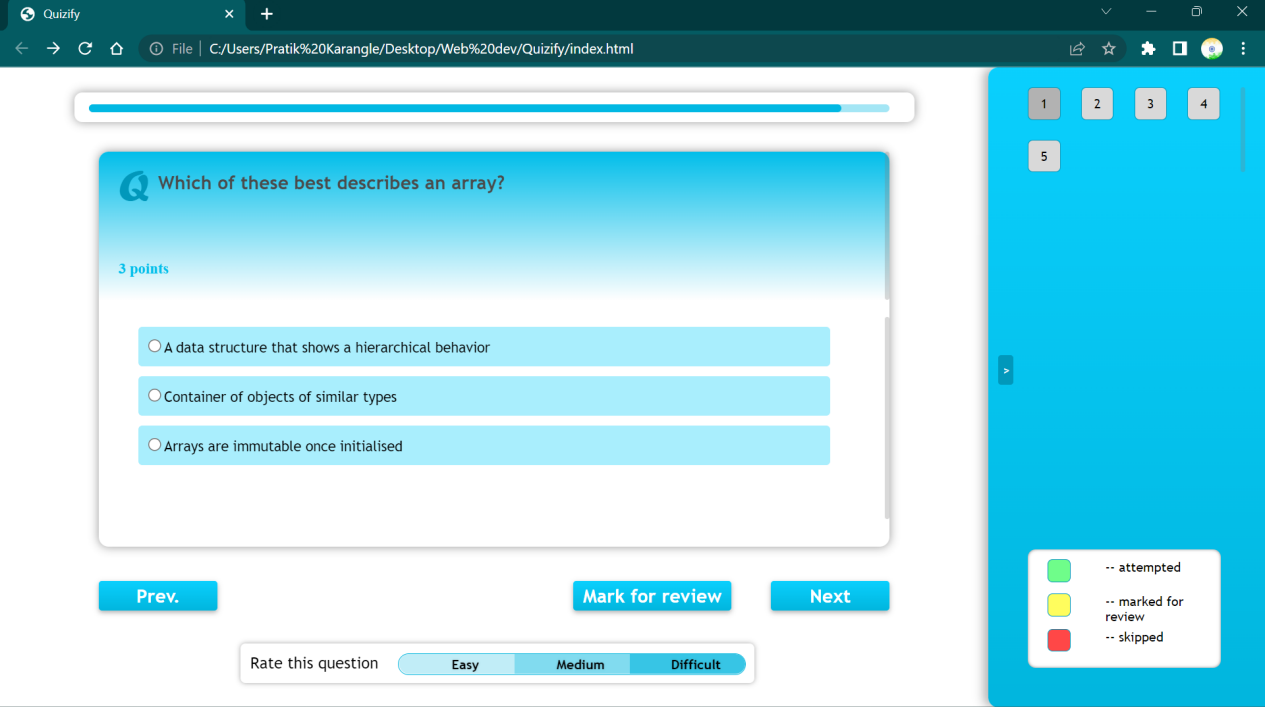 Quizify
File
C:/Users/Pratik%20Karangle/Desktop/Web%20dev/Quizify/index.html
Q Which of these best describes an array?
3 points
A data structure that shows a hierarchical behavior
Container of objects of similar types
Arrays are immutable once initialised
Prev.
Mark for review
Next
Rate this question
Easy
Medium
Difficult
1
2
3
4
5
>
-- attempted
-- marked for
review
-- skipped